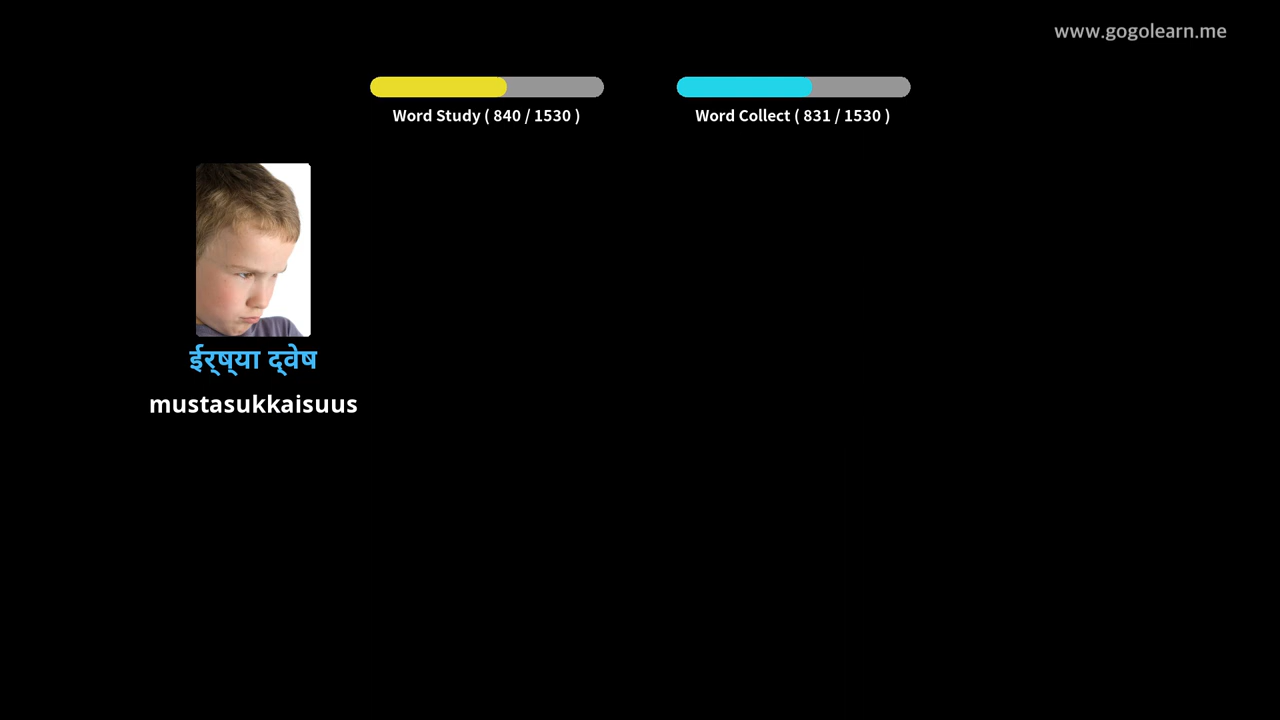 www.gogolearn.me
Word Study ( 840 / 1530 )
Word Collect ( 831 / 1530 )
ईर्ष्या द्वेष
mustasukkaisuus